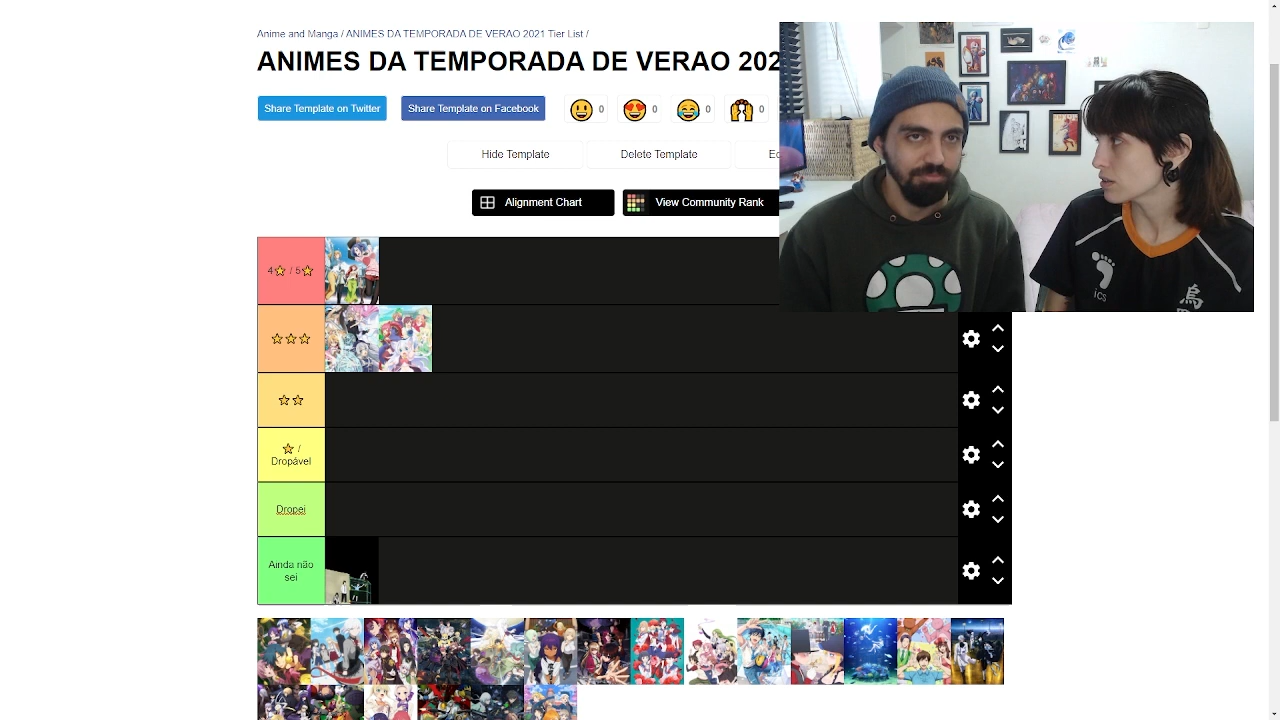 Anime and Manga / ANIMES DA TEMPORADA DE VERAO 2021 Tier List /
ANIMES DA TEMPORADA DE VERAO 202
Share Template on Twitter
Share Template on Facebook
0
0
0
0
Hide Template
Delete Template
Alignment Chart
View Community Rank
4⭐ / 5⭐
ics
烏
⭐⭐⭐
⭐⭐
⭐ /
Dropável
Dropei
Ainda não
sei